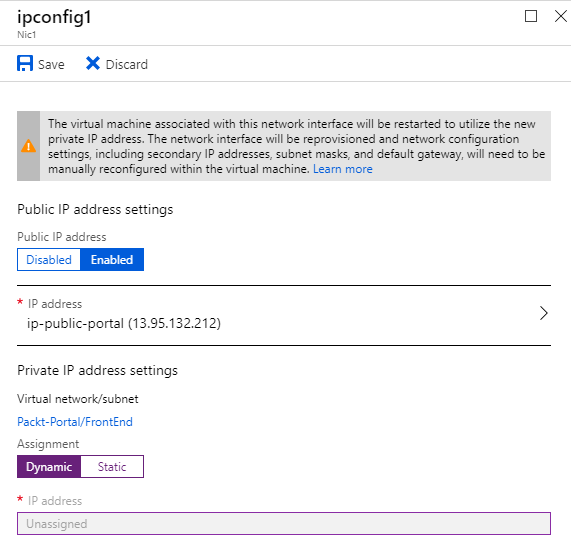 ipconfig1
Nic1
Save Discard
The virtual machine associated with this network interface will be restarted to utilize the new
private IP address. The network interface will be reprovisioned and network configuration
settings, including secondary IP addresses, subnet masks, and default gateway, will need to be
manually reconfigured within the virtual machine. Learn more
Public IP address settings
Public IP address
Disabled Enabled
* IP address
ip-public-portal (13.95.132.212)
Private IP address settings
Virtual network/subnet
Packt-Portal/FrontEnd
Assignment
Dynamic Static
* IP address
Unassigned